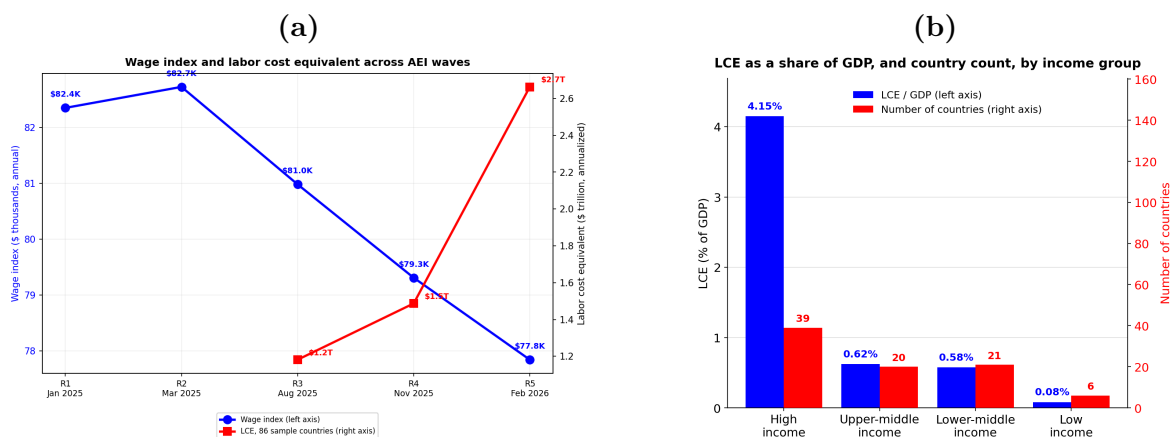 (a)
Wage index and labor cost equivalent across AEI waves
$82.4K
$82.7K
$81.0K
$79.3K
$77.8K
$1.2T
$1.5T
$2.7T
82
81
80
79
78
Wage index ($ thousands, annual)
2.6
2.4
2.2
2.0
1.8
1.6
1.4
1.2
Labor cost equivalent ($ trillion, annualized)
R1
Jan 2025
R2
Mar 2025
R3
Aug 2025
R4
Nov 2025
R5
Feb 2026
Wage index (left axis)
LCE, 86 sample countries (right axis)
(b)
LCE as a share of GDP, and country count, by income group
LCE / GDP (left axis)
Number of countries (right axis)
4.15%
39
0.62%
20
0.58%
21
0.08%
6
4
3
2
1
0
LCE (% of GDP)
160
140
120
100
80
60
40
20
0
Number of countries
High
income
Upper-middle
income
Lower-middle
income
Low
income